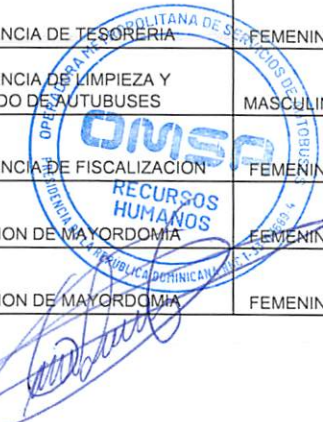 NCIA DE TESORERIA FEMENIN
NCIA DE LIMPIEZA Y
DO DE AUTUBUSES MASCULIN
NCIA DE FISCALIZACION FEMENIN
ION DE MAYORDOMIA FEMENIN
ION DE MAYORDOMIA FEMENIN
OPERADORA METROPOLITANA DE SERVICIOS DE AUTOBUSES
OMSA
RECURSOS
HUMANOS
PRESIDENCIA DE LA REPUBLICA DOMINICANA